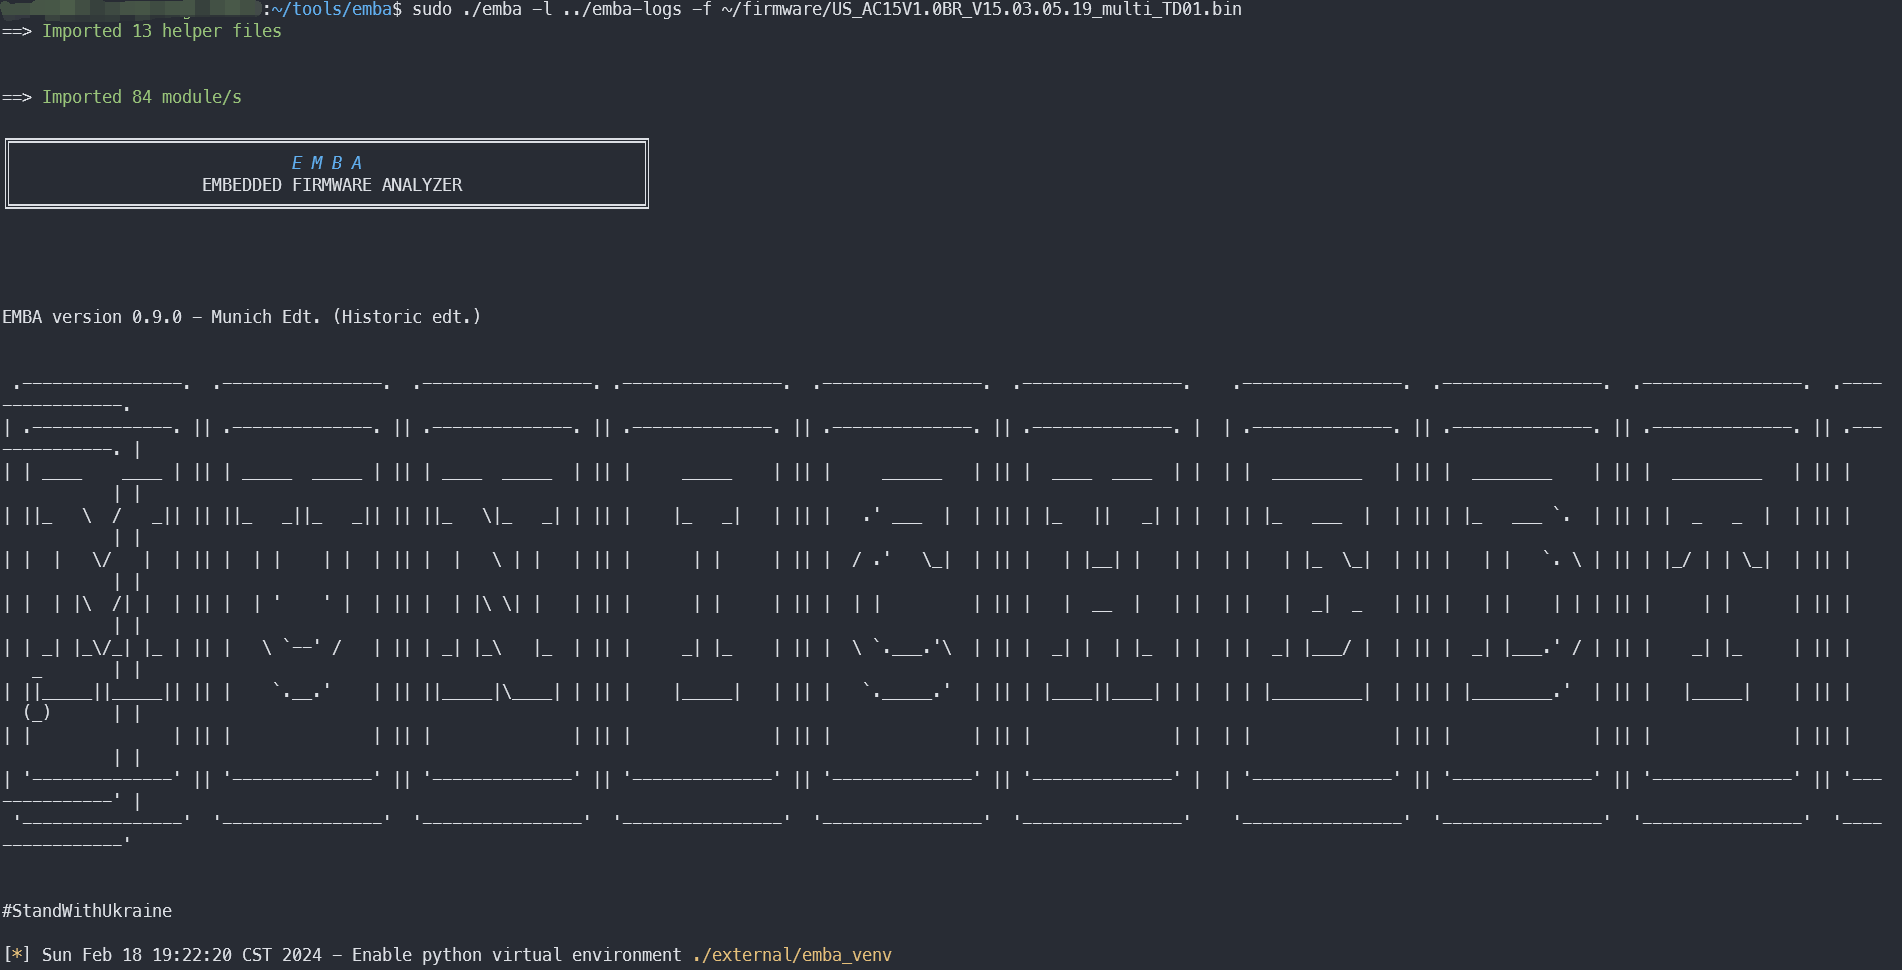 :~/tools/emba$ sudo ./emba -l ../emba-logs -f ~/firmware/US_AC15V1.0BR_V15.03.05.19_multi_TD01.bin
==> Imported 13 helper files
==> Imported 84 module/s
E M B A
EMBEDDED FIRMWARE ANALYZER
EMBA version 0.9.0 – Munich Edt. (Historic edt.)
MUNICH EDT.
#StandWithUkraine
[*] Sun Feb 18 19:22:20 CST 2024 – Enable python virtual environment ./external/emba_venv